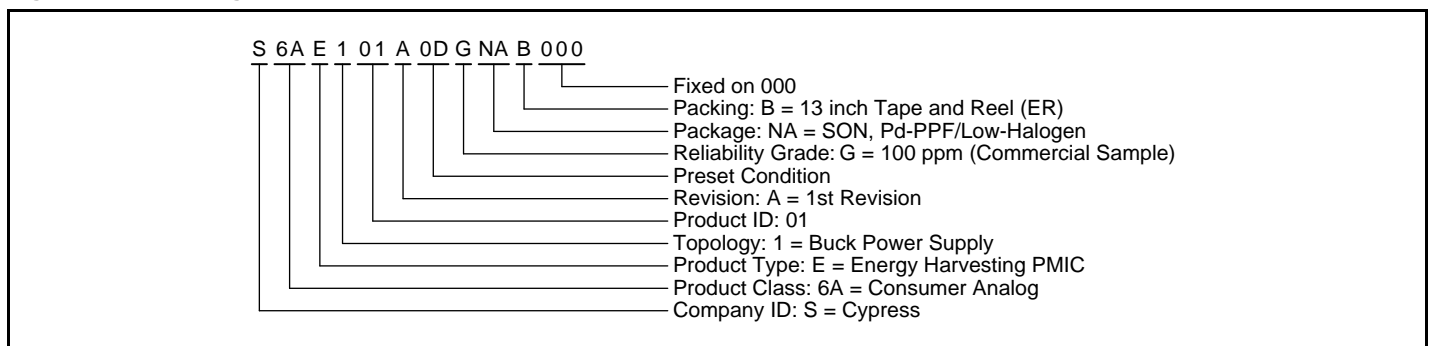 S 6A E 1 01 A 0D G NA B 000
Fixed on 000
Packing: B = 13 inch Tape and Reel (ER)
Package: NA = SON, Pd-PPF/Low-Halogen
Reliability Grade: G = 100 ppm (Commercial Sample)
Preset Condition
Revision: A = 1st Revision
Product ID: 01
Topology: 1 = Buck Power Supply
Product Type: E = Energy Harvesting PMIC
Product Class: 6A = Consumer Analog
Company ID: S = Cypress